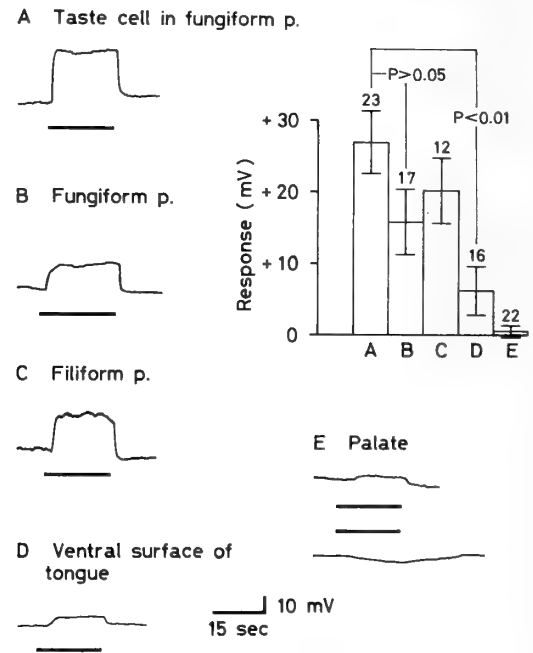 A Taste cell in fungiform p.
B Fungiform p.
C Filiform p.
D Ventral surface of
tongue
P>0.05
P<0.01
23
17
12
16
22
Response (mV)
+ 30
+ 20
+ 10
0
A B C D E
E Palate
10 mV
15 sec